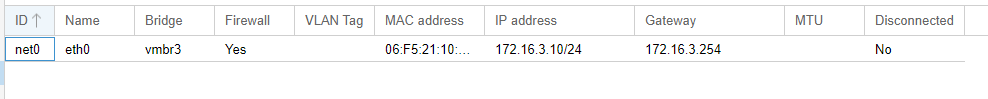 ID Name Bridge Firewall VLAN Tag MAC address IP address Gateway MTU Disconnected
net0 eth0 vmbr3 Yes 06:F5:21:10:... 172.16.3.10/24 172.16.3.254 No